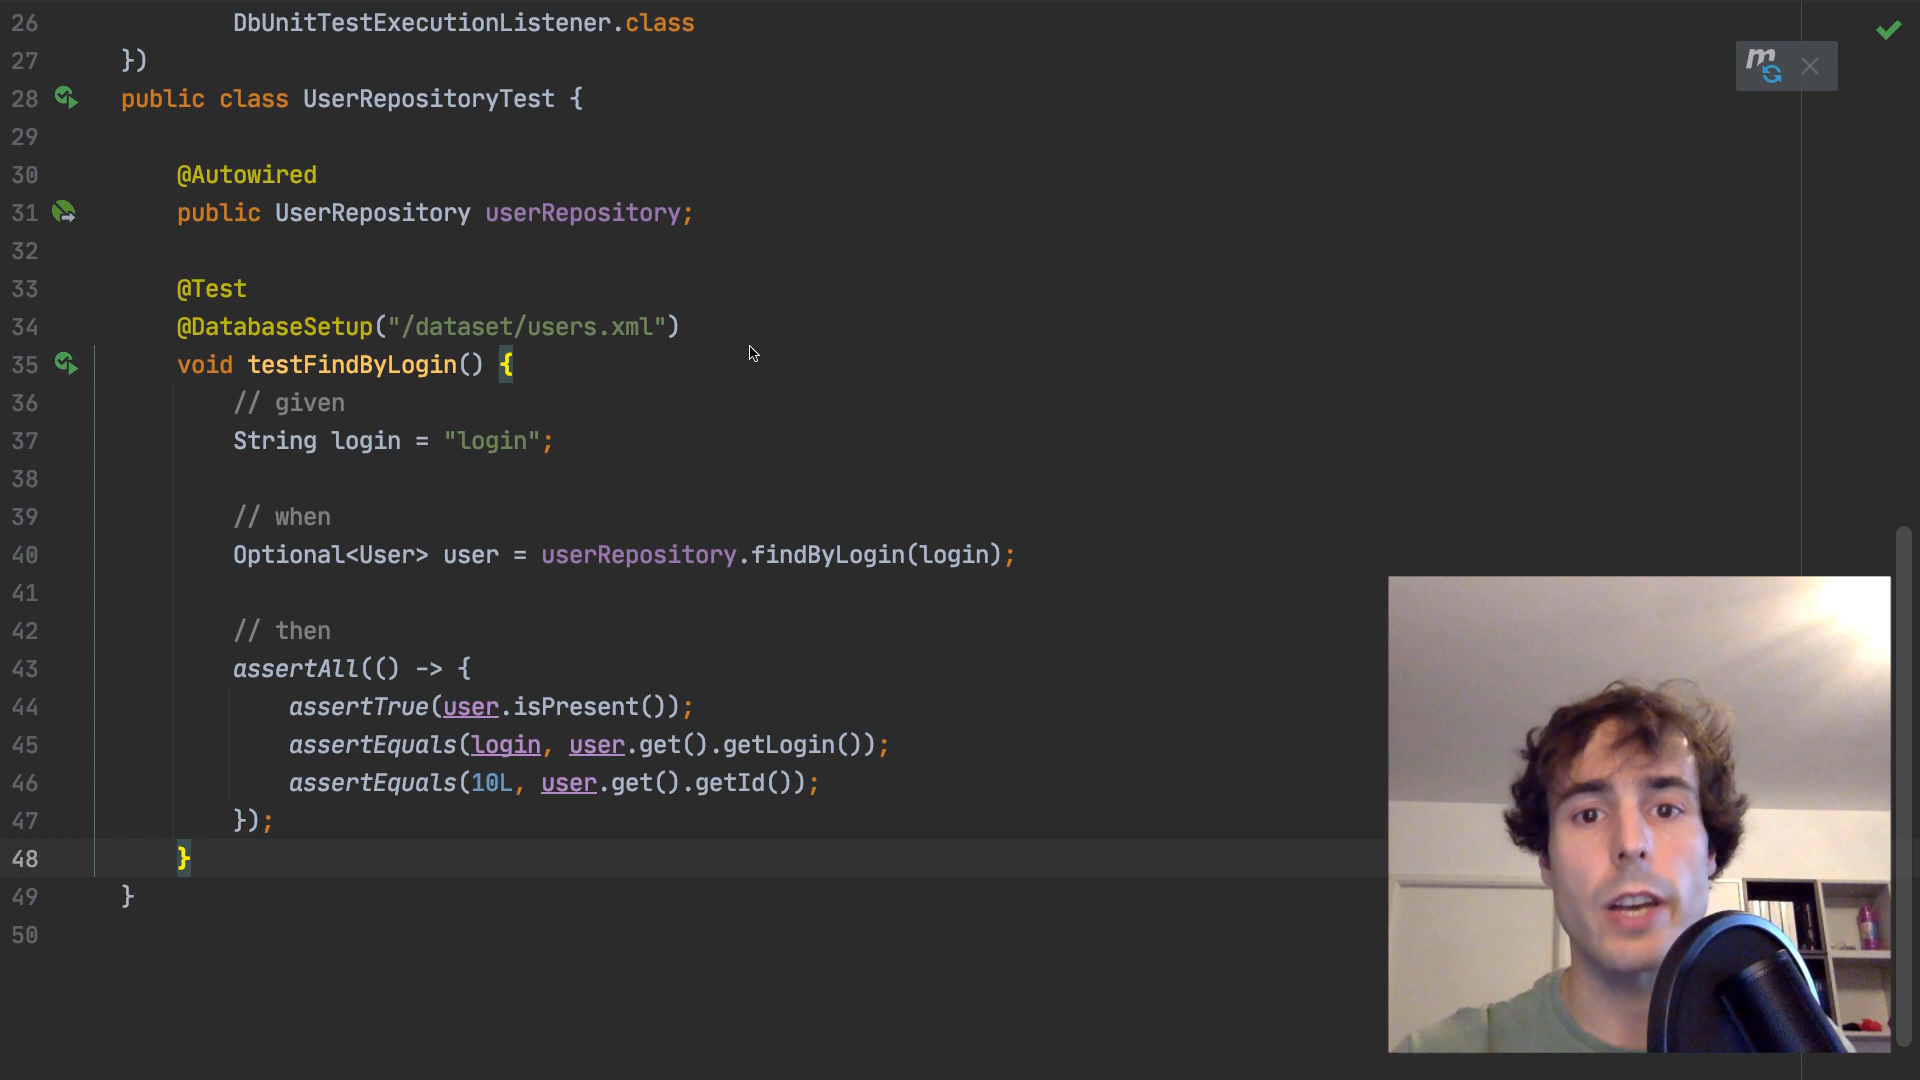 26 DbUnitTestExecutionListener.class
27 })
28 public class UserRepositoryTest {
29
30 @Autowired
31 public UserRepository userRepository;
32
33 @Test
34 @DatabaseSetup("/dataset/users.xml")
35 void testFindByLogin() {
36 // given
37 String login = "login";
38
39 // when
40 Optional<User> user = userRepository.findByLogin(login);
41
42 // then
43 assertAll(() -> {
44 assertTrue(user.isPresent());
45 assertEquals(login, user.get().getLogin());
46 assertEquals(10L, user.get().getId());
47 });
48 }
49 }
50
m